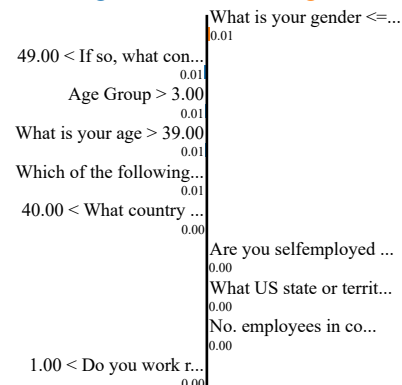 What is your gender <=...
0.01
49.00 < If so, what con...
0.01
Age Group > 3.00
0.01
What is your age > 39.00
0.01
Which of the following...
0.01
40.00 < What country ...
0.00
Are you selfemployed ...
0.00
What US state or territ...
0.00
No. employees in co...
0.00
1.00 < Do you work r...
0.00